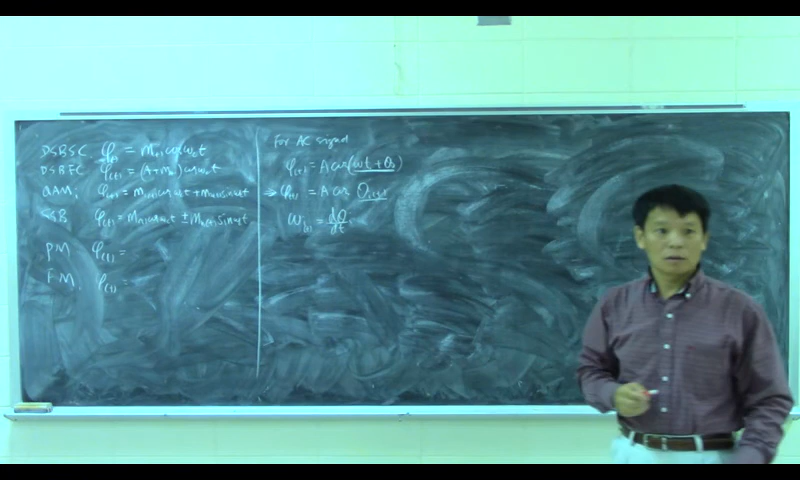 DSBSC. φ(t) = m(t) cos ωct
DSBFC φ(t) = (A+m(t)) cos ωct
QAM: φ(t) = m1(t) cos ωct + m2(t) sin ωct
SSB φ(t) = m(t) cos ωct ± mh(t) sin ωct
PM φ(t) =
FM. φ(t) =
For AC signal
φ(t) = A cos(ωt + θ0)
→ φ(t) = A cos θ(t)
ωi(t) = dθ/dt